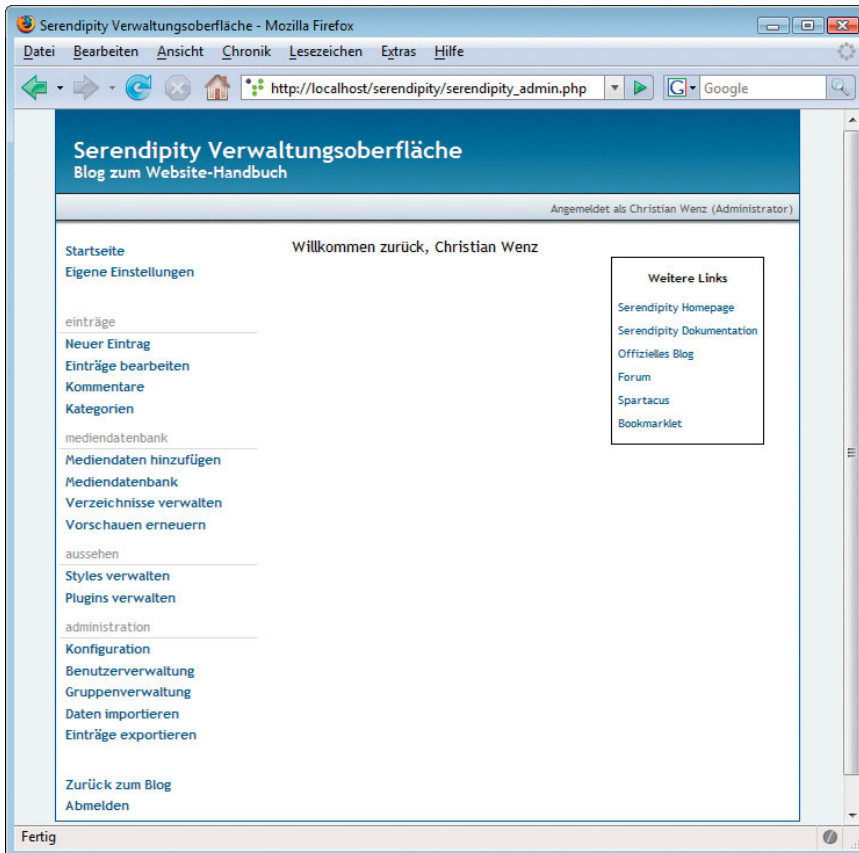 Serendipity Verwaltungsoberfläche - Mozilla Firefox
Datei Bearbeiten Ansicht Chronik Lesezeichen Extras Hilfe
http://localhost/serendipity/serendipity_admin.php
G Google
Serendipity Verwaltungsoberfläche
Blog zum Website-Handbuch
Angemeldet als Christian Wenz (Administrator)
Startseite
Eigene Einstellungen
einträge
Neuer Eintrag
Einträge bearbeiten
Kommentare
Kategorien
mediendatenbank
Mediendaten hinzufügen
Mediendatenbank
Verzeichnisse verwalten
Vorschauen erneuern
aussehen
Styles verwalten
Plugins verwalten
administration
Konfiguration
Benutzerverwaltung
Gruppenverwaltung
Daten importieren
Einträge exportieren
Zurück zum Blog
Abmelden
Willkommen zurück, Christian Wenz
Weitere Links
Serendipity Homepage
Serendipity Dokumentation
Offizielles Blog
Forum
Spartacus
Bookmarklet
Fertig